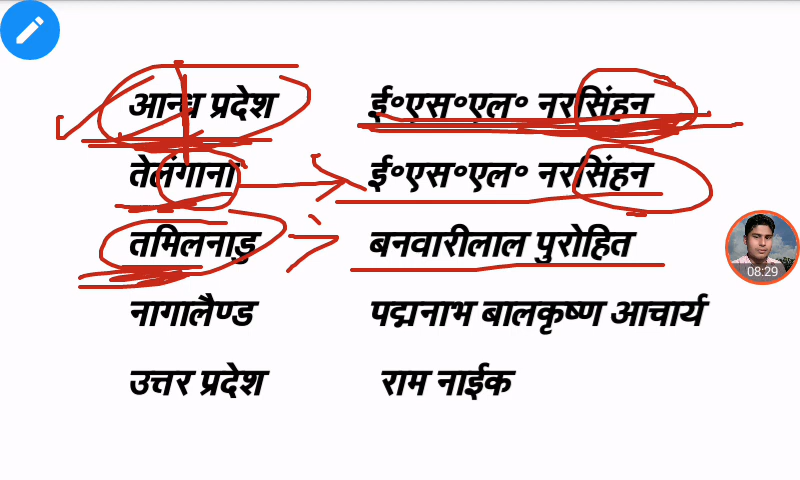 आन्ध्र प्रदेश ई॰एस॰एल॰ नरसिंहन
तेलंगाना ई॰एस॰एल॰ नरसिंहन
तमिलनाडु बनवारीलाल पुरोहित
08:29
नागालैण्ड पद्मनाभ बालकृष्ण आचार्य
उत्तर प्रदेश राम नाईक